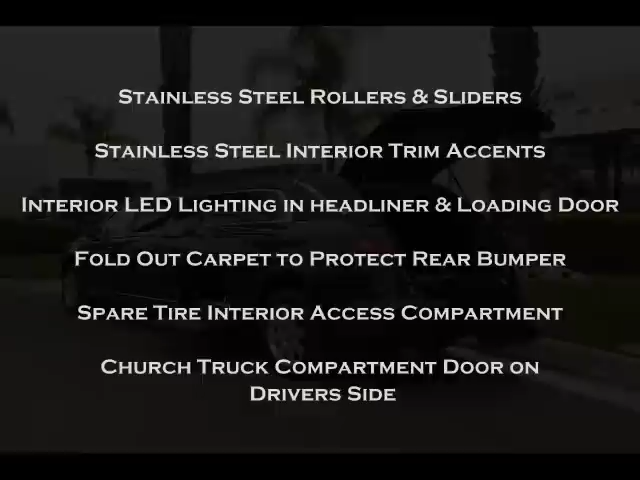 Stainless Steel Rollers & Sliders
Stainless Steel Interior Trim Accents
Interior LED Lighting in headliner & Loading Door
Fold Out Carpet to Protect Rear Bumper
Spare Tire Interior Access Compartment
Church Truck Compartment Door on
Drivers Side